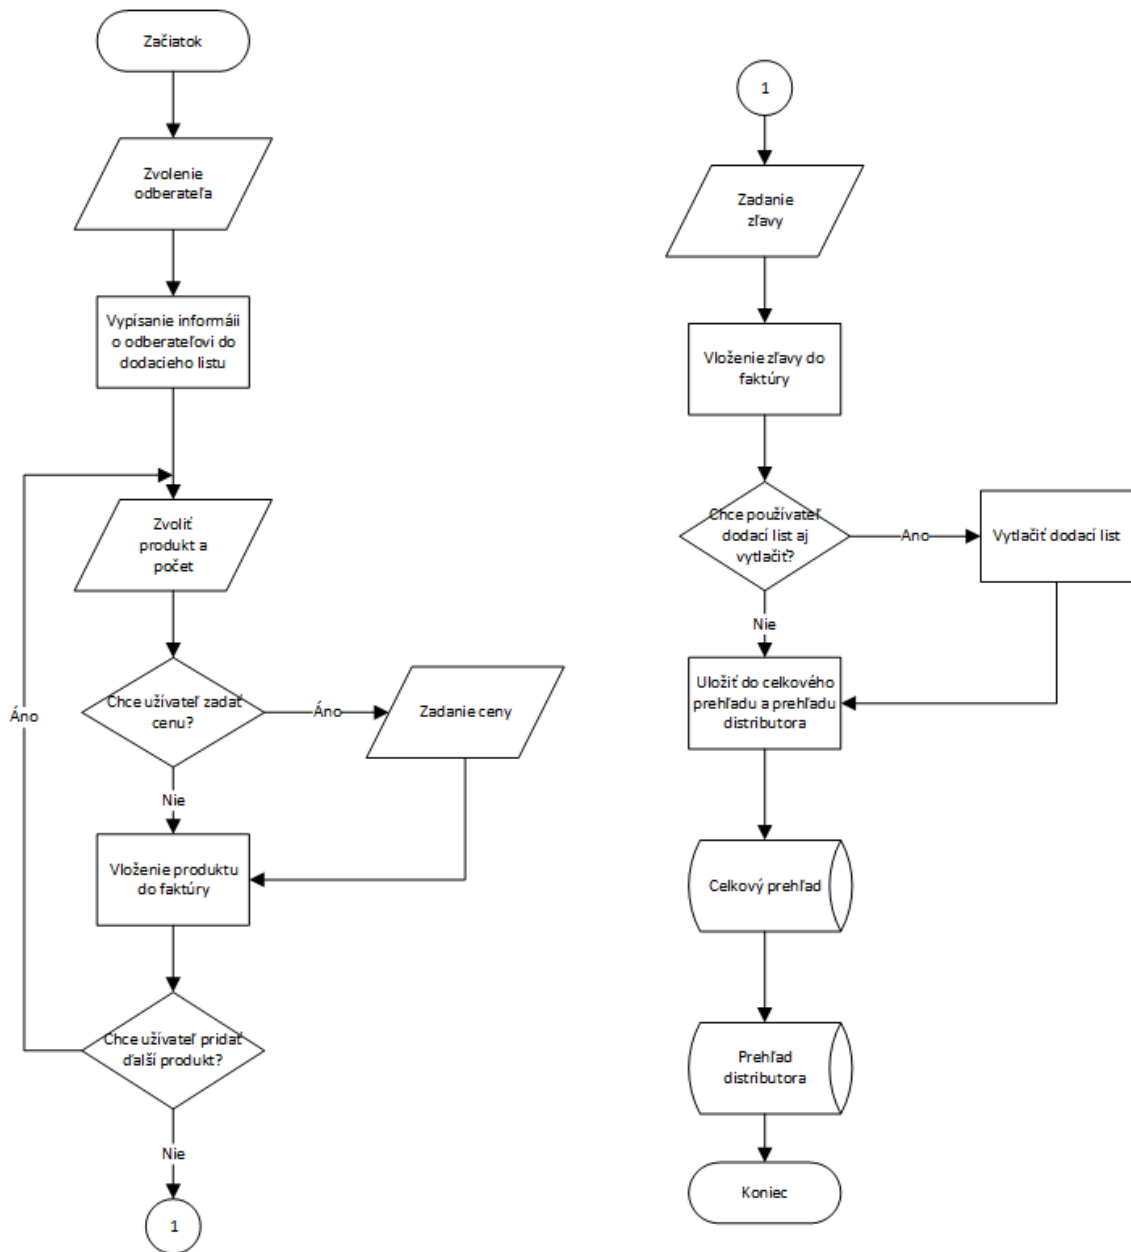 Začiatok
Zvolenie
odberateľa
Vypísanie informáii
o odberateľovi do
dodacieho listu
Zvoliť
produkt a
počet
Chce užívateľ zadať
cenu?
Áno
Zadanie ceny
Nie
Vloženie produktu
do faktúry
Chce užívateľ pridať
ďalší produkt?
Áno
Nie
1
1
Zadanie
zľavy
Vloženie zľavy do
faktúry
Chce používateľ
dodací list aj
vytlačiť?
Ano
Vytlačiť dodací list
Nie
Uložiť do celkového
prehľadu a prehľadu
distributora
Celkový prehľad
Prehľad
distributora
Koniec